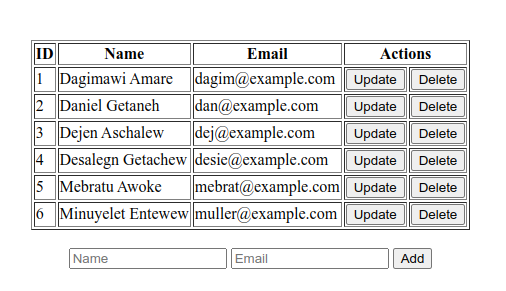 ID Name Email Actions
1 Dagimawi Amare dagim@example.com Update Delete
2 Daniel Getaneh dan@example.com Update Delete
3 Dejen Aschalew dej@example.com Update Delete
4 Desalegn Getachew desie@example.com Update Delete
5 Mebratu Awoke mebrat@example.com Update Delete
6 Minuyelet Entewew muller@example.com Update Delete
Name Email Add